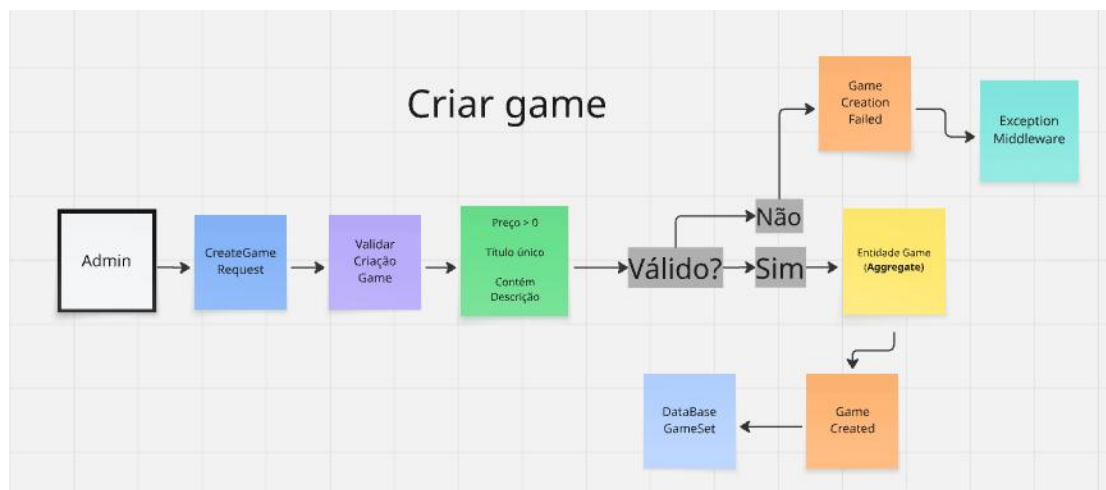 Criar game
Admin
CreateGame
Request
Validar
Criação
Game
Preço > 0
Titulo único
Contém
Descrição
Válido?
Não
Game
Creation
Failed
Exception
Middleware
Sim
Entidade Game
(Aggregate)
Game
Created
DataBase
GameSet